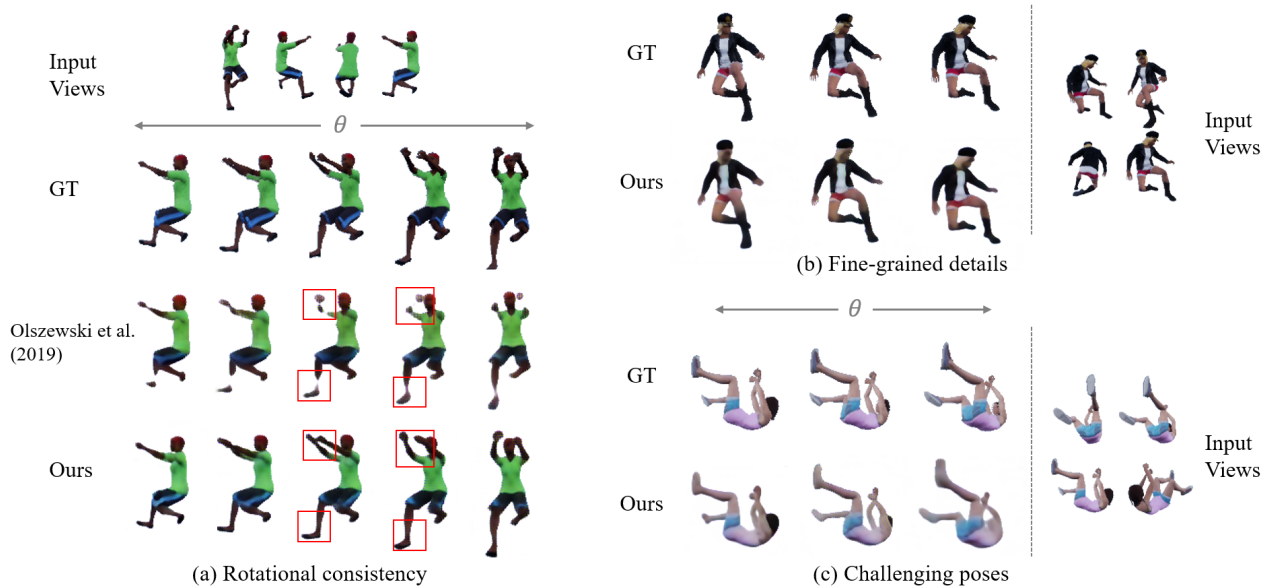 Input
Views
θ
GT
Olszewski et al.
(2019)
Ours
(a) Rotational consistency
GT
Ours
Input
Views
(b) Fine-grained details
θ
GT
Ours
Input
Views
(c) Challenging poses